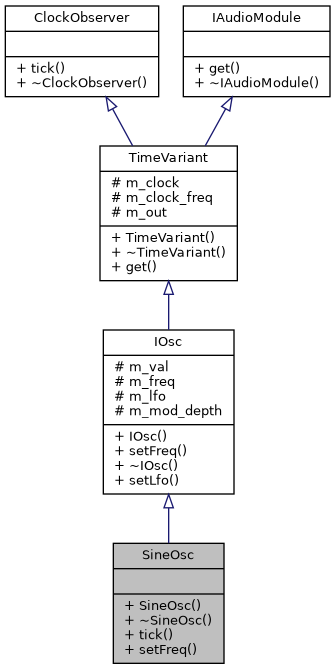 ClockObserver
+ tick()
+ ~ClockObserver()
IAudioModule
+ get()
+ ~IAudioModule()
TimeVariant
# m_clock
# m_clock_freq
# m_out
+ TimeVariant()
+ ~TimeVariant()
+ get()
IOsc
# m_val
# m_freq
# m_lfo
# m_mod_depth
+ IOsc()
+ setFreq()
+ ~IOsc()
+ setLfo()
SineOsc
+ SineOsc()
+ ~SineOsc()
+ tick()
+ setFreq()